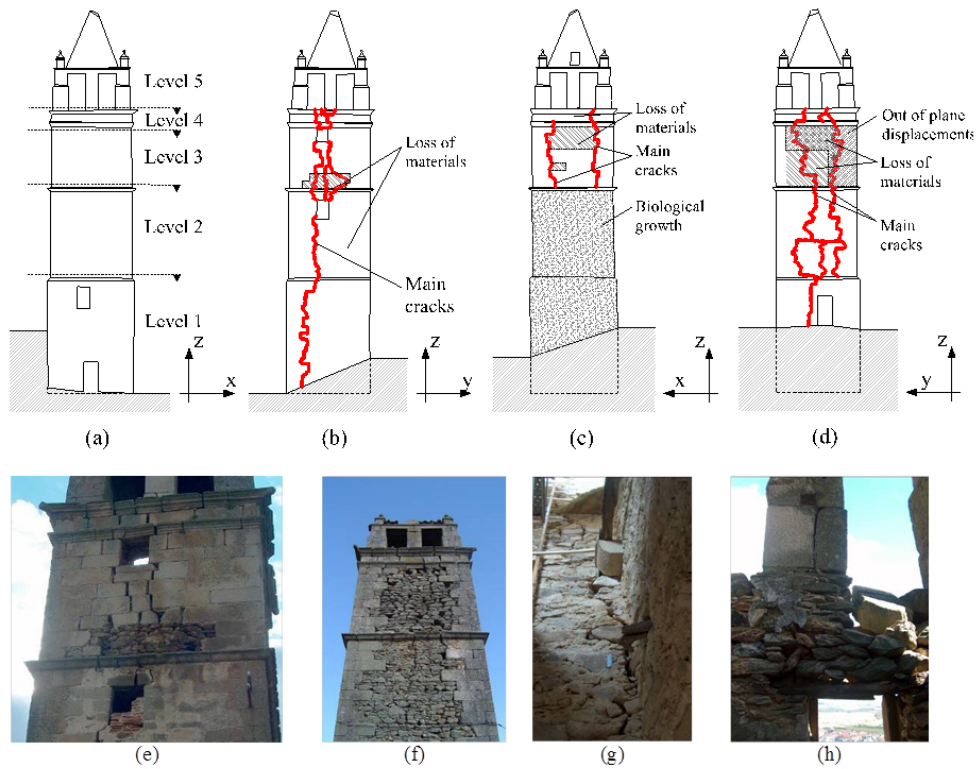 Level 5
Level 4
Level 3
Level 2
Level 1
z
x
(a)
Loss of
materials
Main
cracks
z
y
(b)
Loss of
materials
Main
cracks
Biological
growth
z
x
(c)
Out of plane
displacements
Loss of
materials
Main
cracks
z
y
(d)
(e)
(f)
(g)
(h)